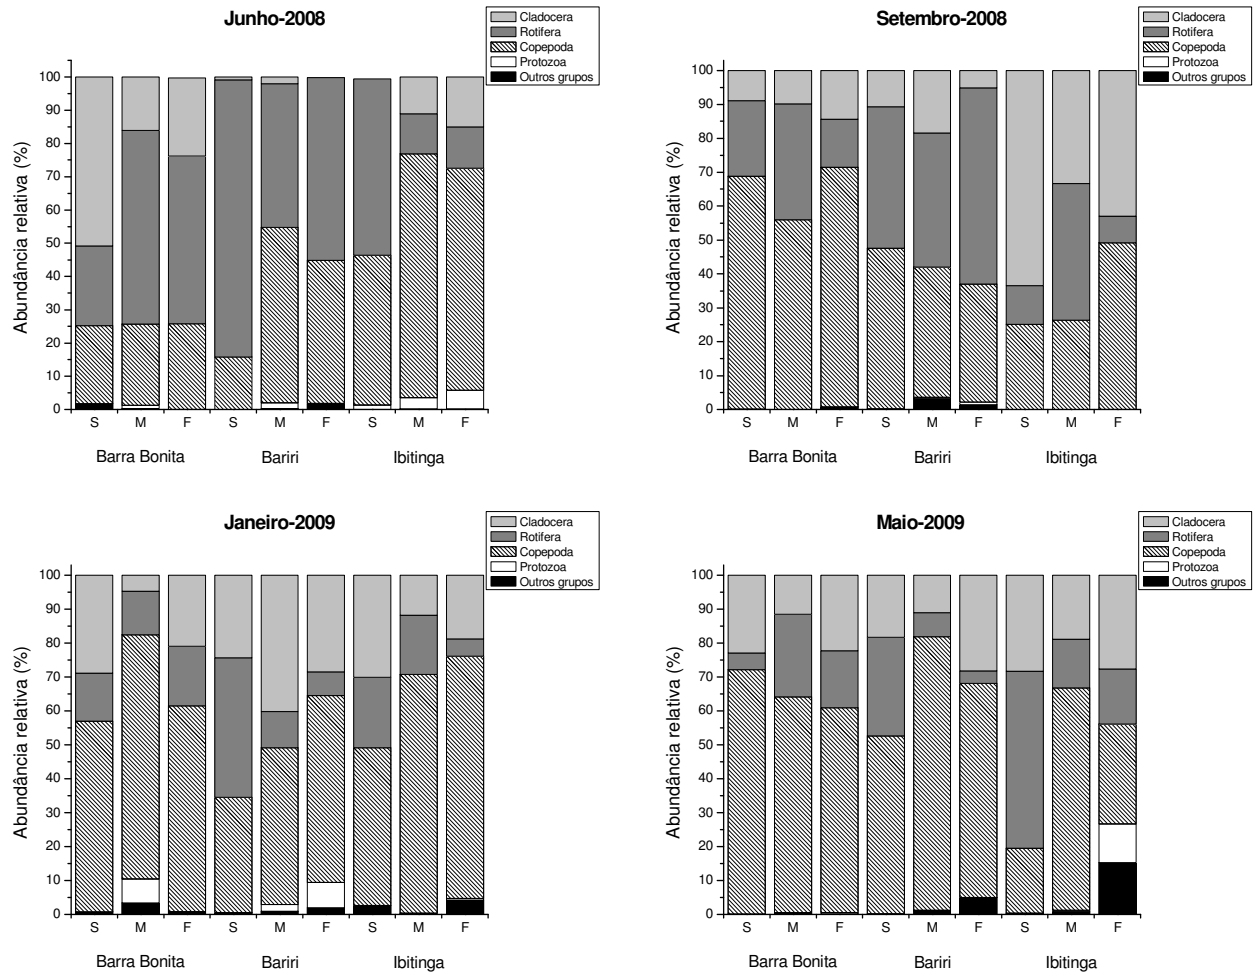 Junho-2008
Cladocera
Rotifera
Copepoda
Protozoa
Outros grupos
Abundância relativa (%)
100
90
80
70
60
50
40
30
20
10
0
S M F S M F S M F
Barra Bonita Bariri Ibitinga
Setembro-2008
Cladocera
Rotifera
Copepoda
Protozoa
Outros grupos
Abundância relativa (%)
100
90
80
70
60
50
40
30
20
10
0
S M F S M F S M F
Barra Bonita Bariri Ibitinga
Janeiro-2009
Cladocera
Rotifera
Copepoda
Protozoa
Outros grupos
Abundância relativa (%)
100
90
80
70
60
50
40
30
20
10
0
S M F S M F S M F
Barra Bonita Bariri Ibitinga
Maio-2009
Cladocera
Rotifera
Copepoda
Protozoa
Outros grupos
Abundância relativa (%)
100
90
80
70
60
50
40
30
20
10
0
S M F S M F S M F
Barra Bonita Bariri Ibitinga